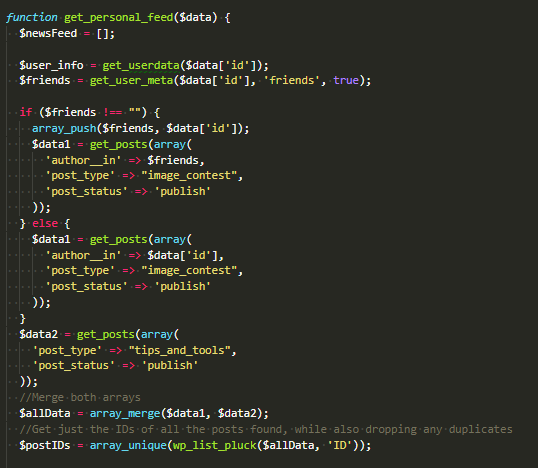 function get_personal_feed($data) {
$newsFeed = [];
$user_info = get_userdata($data['id']);
$friends = get_user_meta($data['id'], 'friends', true);
if ($friends !== "") {
array_push($friends, $data['id']);
$data1 = get_posts(array(
'author__in' => $friends,
'post_type' => "image_contest",
'post_status' => 'publish'
));
} else {
$data1 = get_posts(array(
'author__in' => $data['id'],
'post_type' => "image_contest",
'post_status' => 'publish'
));
}
$data2 = get_posts(array(
'post_type' => "tips_and_tools",
'post_status' => 'publish'
));
//Merge both arrays
$allData = array_merge($data1, $data2);
//Get just the IDs of all the posts found, while also dropping any duplicates
$postIDs = array_unique(wp_list_pluck($allData, 'ID'));